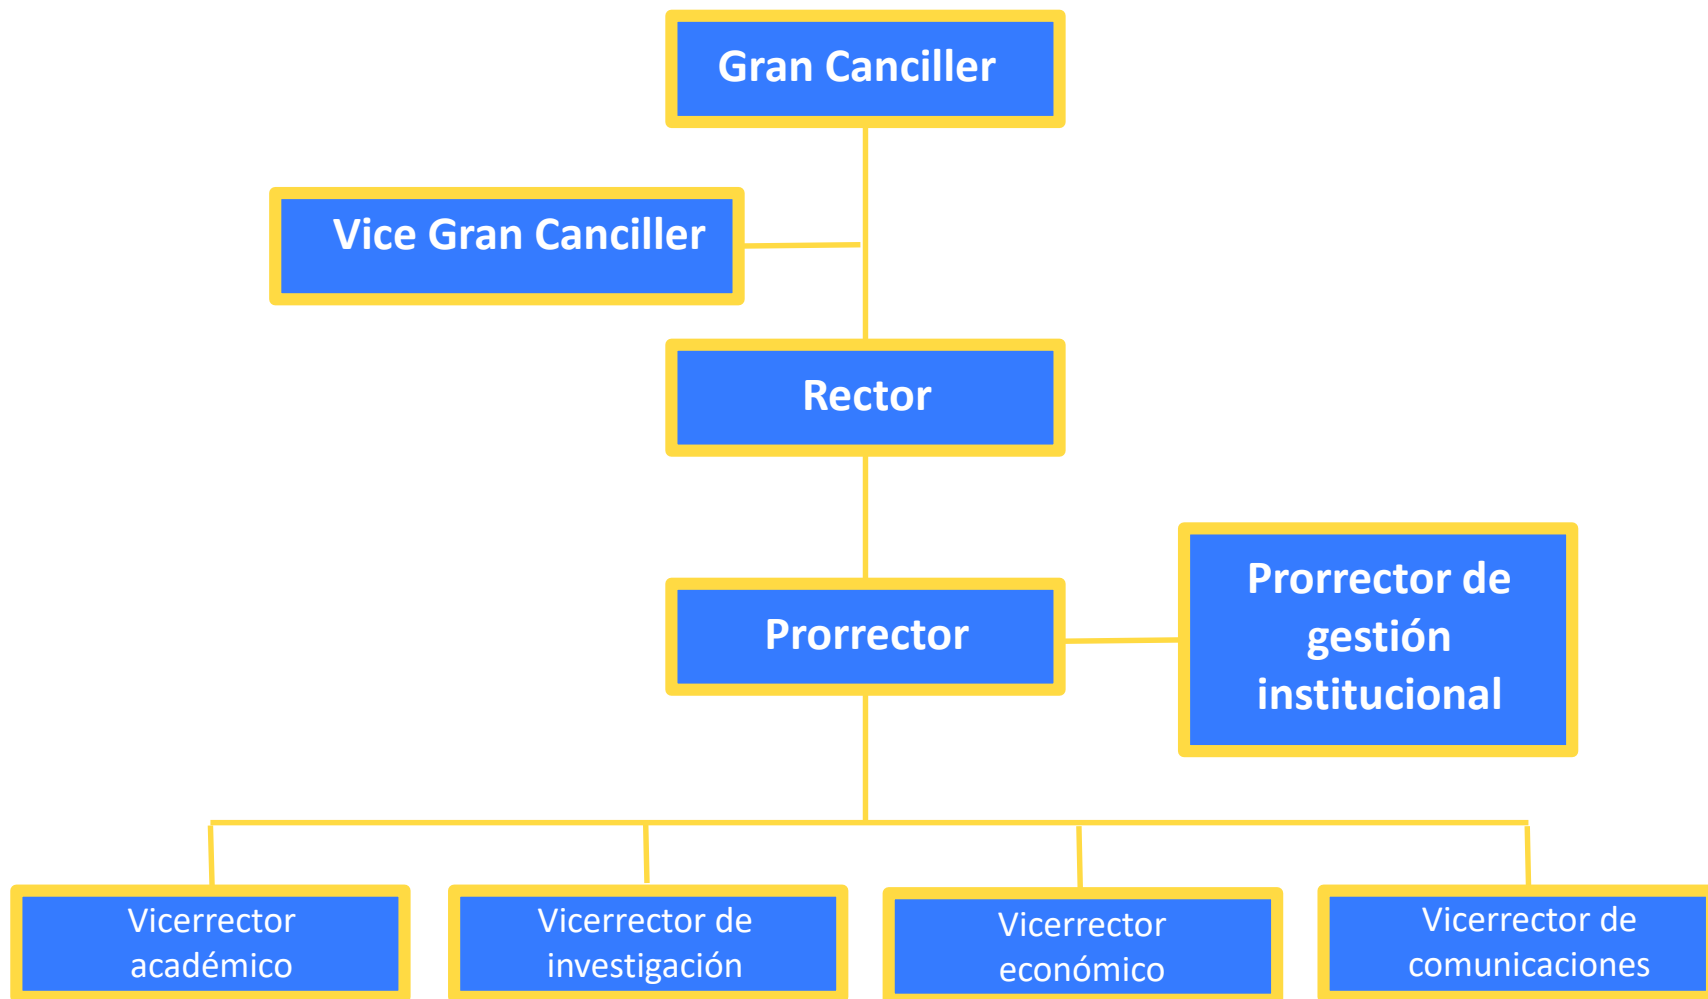 Gran Canciller
Vice Gran Canciller
Rector
Prorrector
Prorrector de
gestión
institucional
Vicerrector
académico
Vicerrector de
investigación
Vicerrector
económico
Vicerrector de
comunicaciones